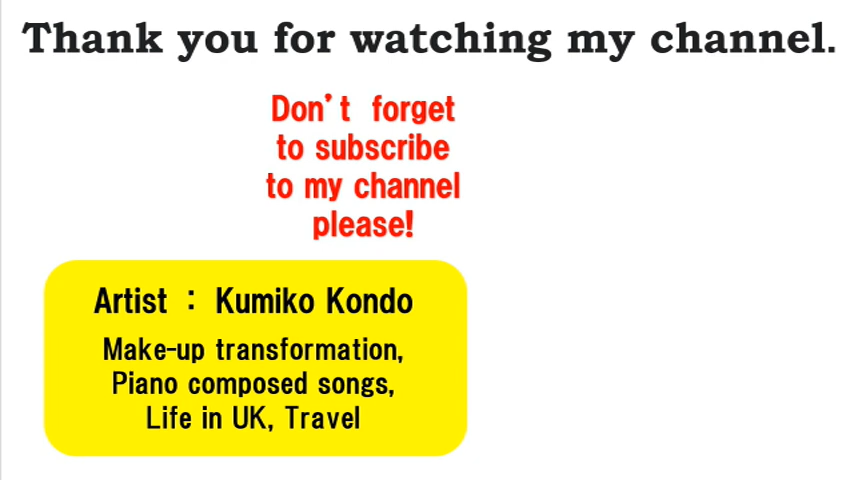 Thank you for watching my channel.
Don't forget
to subscribe
to my channel
please!
Artist : Kumiko Kondo
Make-up transformation,
Piano composed songs,
Life in UK, Travel